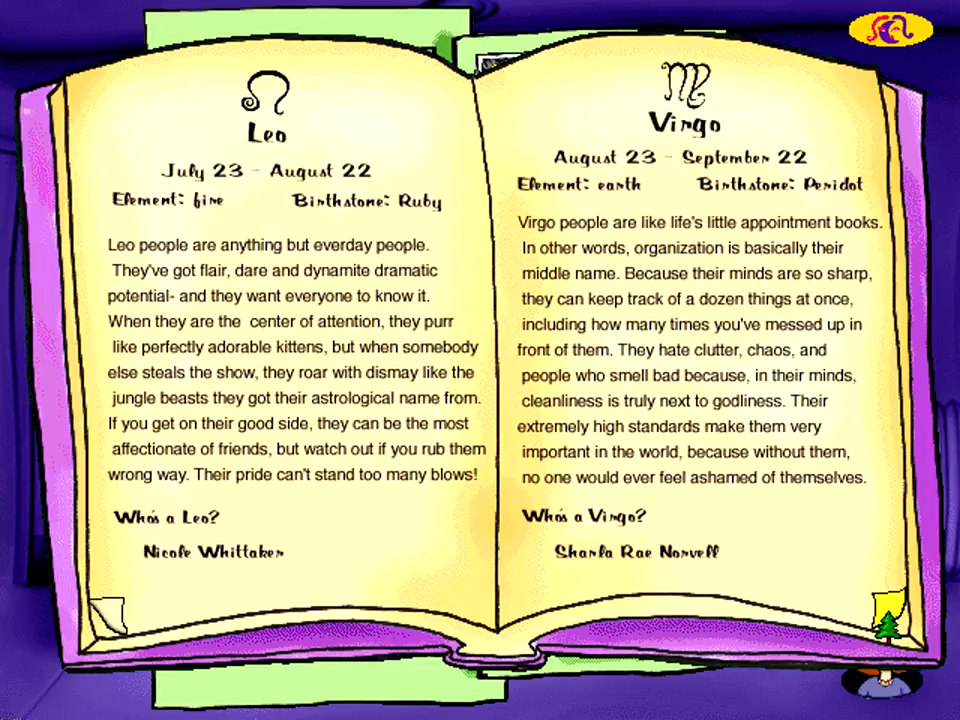 Leo
July 23 - August 22
Element: fire Birthstone: Ruby
Leo people are anything but everday people.
They've got flair, dare and dynamite dramatic
potential- and they want everyone to know it.
When they are the center of attention, they purr
like perfectly adorable kittens, but when somebody
else steals the show, they roar with dismay like the
jungle beasts they got their astrological name from.
If you get on their good side, they can be the most
affectionate of friends, but watch out if you rub them
wrong way. Their pride can't stand too many blows!
Who's a Leo?
Nicole Whittaker
Virgo
August 23 - September 22
Element: earth Birthstone: Peridot
Virgo people are like life's little appointment books.
In other words, organization is basically their
middle name. Because their minds are so sharp,
they can keep track of a dozen things at once,
including how many times you've messed up in
front of them. They hate clutter, chaos, and
people who smell bad because, in their minds,
cleanliness is truly next to godliness. Their
extremely high standards make them very
important in the world, because without them,
no one would ever feel ashamed of themselves.
Who's a Virgo?
Sharla Rae Norvell